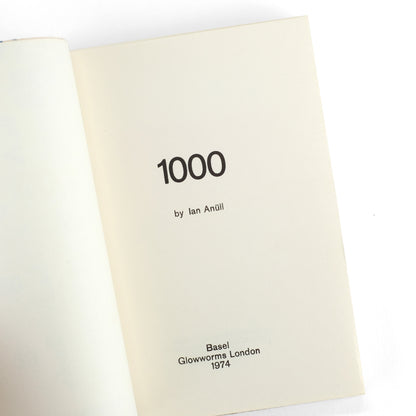 1000
by Ian Anüll
Basel
Glowworms London
1974